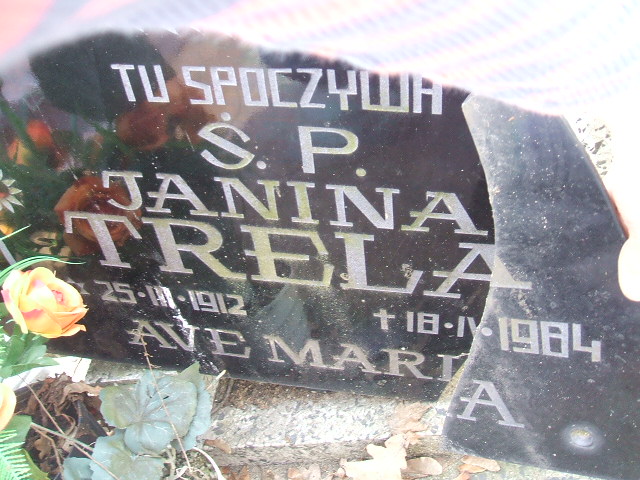 TU SPOCZYWA
Ś. P.
JANINA
TRELA
25·III·1912
+18·IV·1984
AVE MARIA